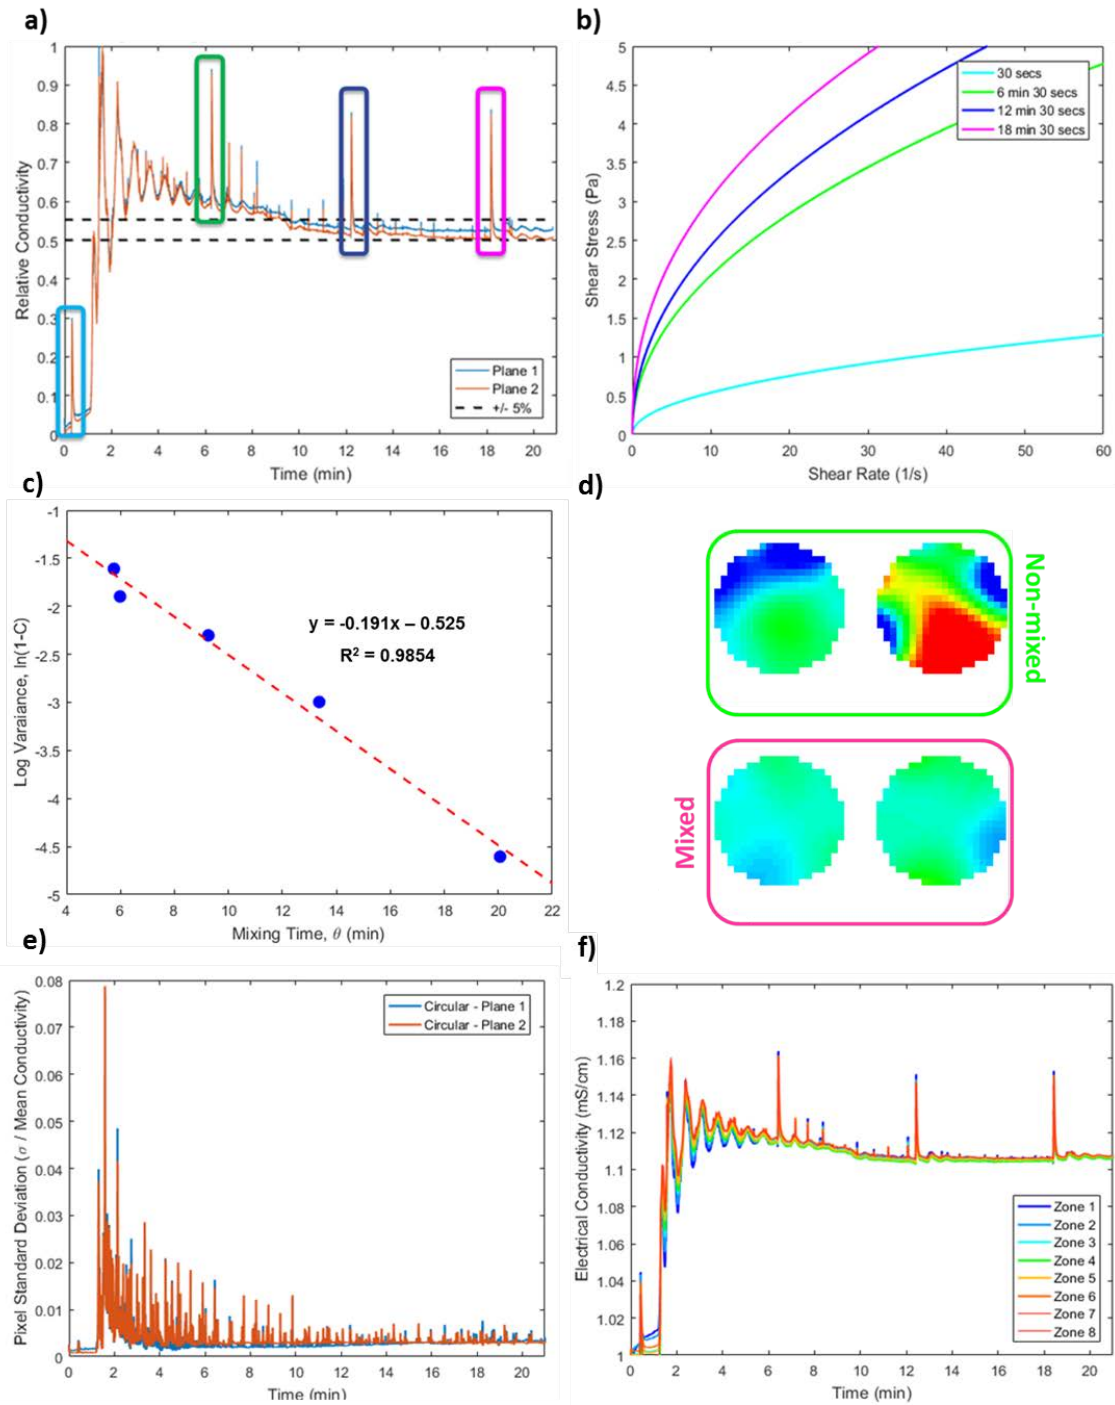 a)
1
0.9
0.8
0.7
0.6
0.5
0.4
0.3
0.2
0.1
0
Relative Conductivity
0 2 4 6 8 10 12 14 16 18 20
Time (min)
Plane 1
Plane 2
+/- 5%
b)
5
4.5
4
3.5
3
2.5
2
1.5
1
0.5
0
Shear Stress (Pa)
0 10 20 30 40 50 60
Shear Rate (1/s)
30 secs
6 min 30 secs
12 min 30 secs
18 min 30 secs
c)
-1
-1.5
-2
-2.5
-3
-3.5
-4
-4.5
-5
Log Varaiance, ln(1-C)
4 6 8 10 12 14 16 18 20 22
Mixing Time, θ (min)
y = -0.191x – 0.525
R² = 0.9854
d)
Non-mixed
Mixed
e)
0.08
0.07
0.06
0.05
0.04
0.03
0.02
0.01
0
Pixel Standard Deviation (σ / Mean Conductivity)
0 2 4 6 8 10 12 14 16 18 20
Time (min)
Circular - Plane 1
Circular - Plane 2
f)
1.2
1.18
1.16
1.14
1.12
1.1
1.08
1.06
1.04
1.02
1
Electrical Conductivity (mS/cm)
0 2 4 6 8 10 12 14 16 18 20
Time (min)
Zone 1
Zone 2
Zone 3
Zone 4
Zone 5
Zone 6
Zone 7
Zone 8